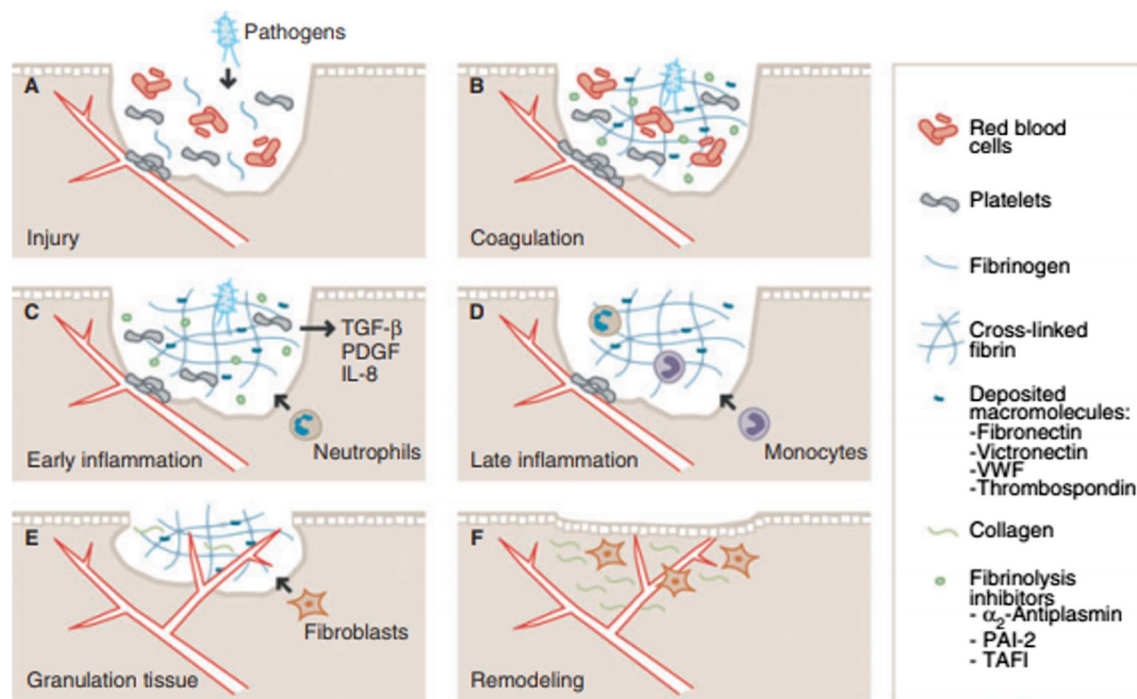 Pathogens
A
Injury
B
Coagulation
C
TGF-β
PDGF
IL-8
Neutrophils
Early inflammation
D
Monocytes
Late inflammation
E
Fibroblasts
Granulation tissue
F
Remodeling
Red blood
cells
Platelets
Fibrinogen
Cross-linked
fibrin
Deposited
macromolecules:
-Fibronectin
-Victronectin
-VWF
-Thrombospondin
Collagen
Fibrinolysis
inhibitors
- α₂-Antiplasmin
- PAI-2
- TAFI